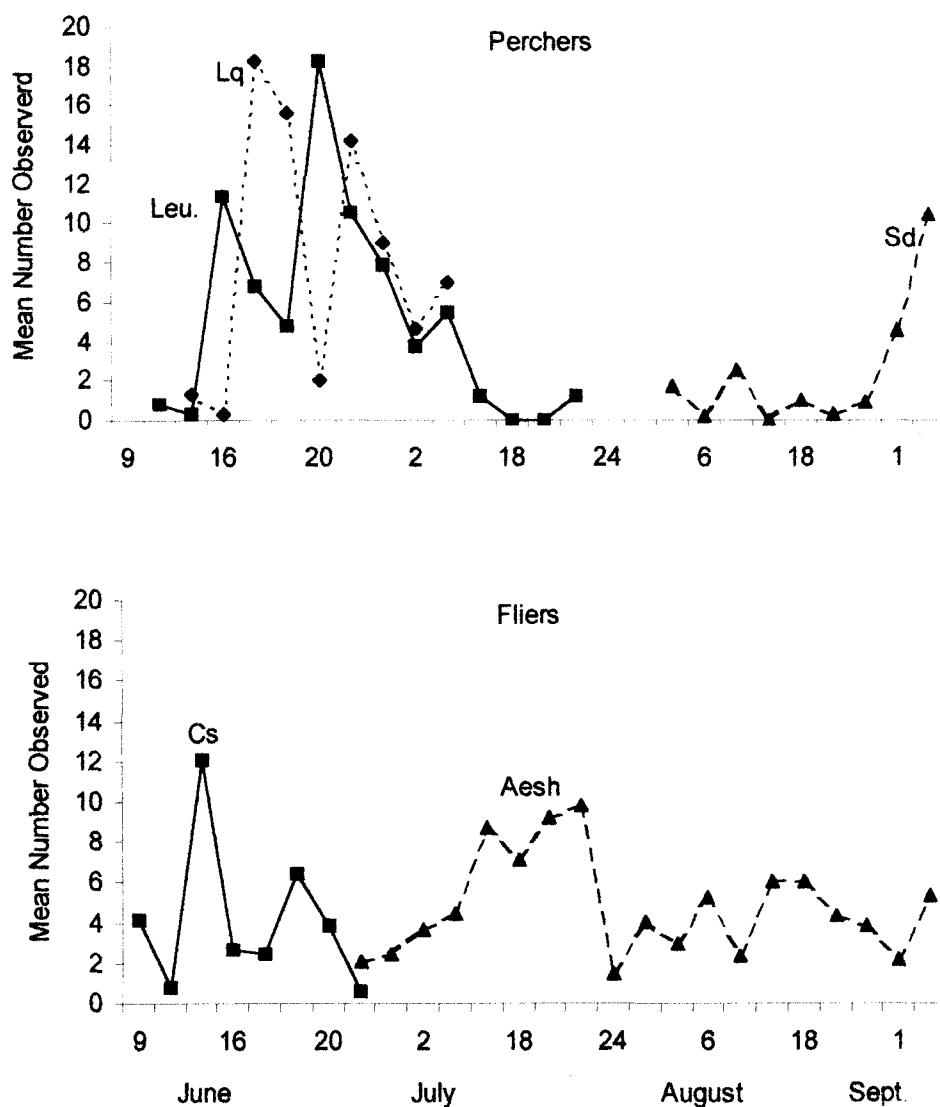 Perchers
Mean Number Observerd
20
18
16
14
12
10
8
6
4
2
0
Lq
Leu.
Sd
9 16 20 2 18 24 6 18 1
Fliers
Mean Number Observed
20
18
16
14
12
10
8
6
4
2
0
Cs
Aesh
9 16 20 2 18 24 6 18 1
June July August Sept.